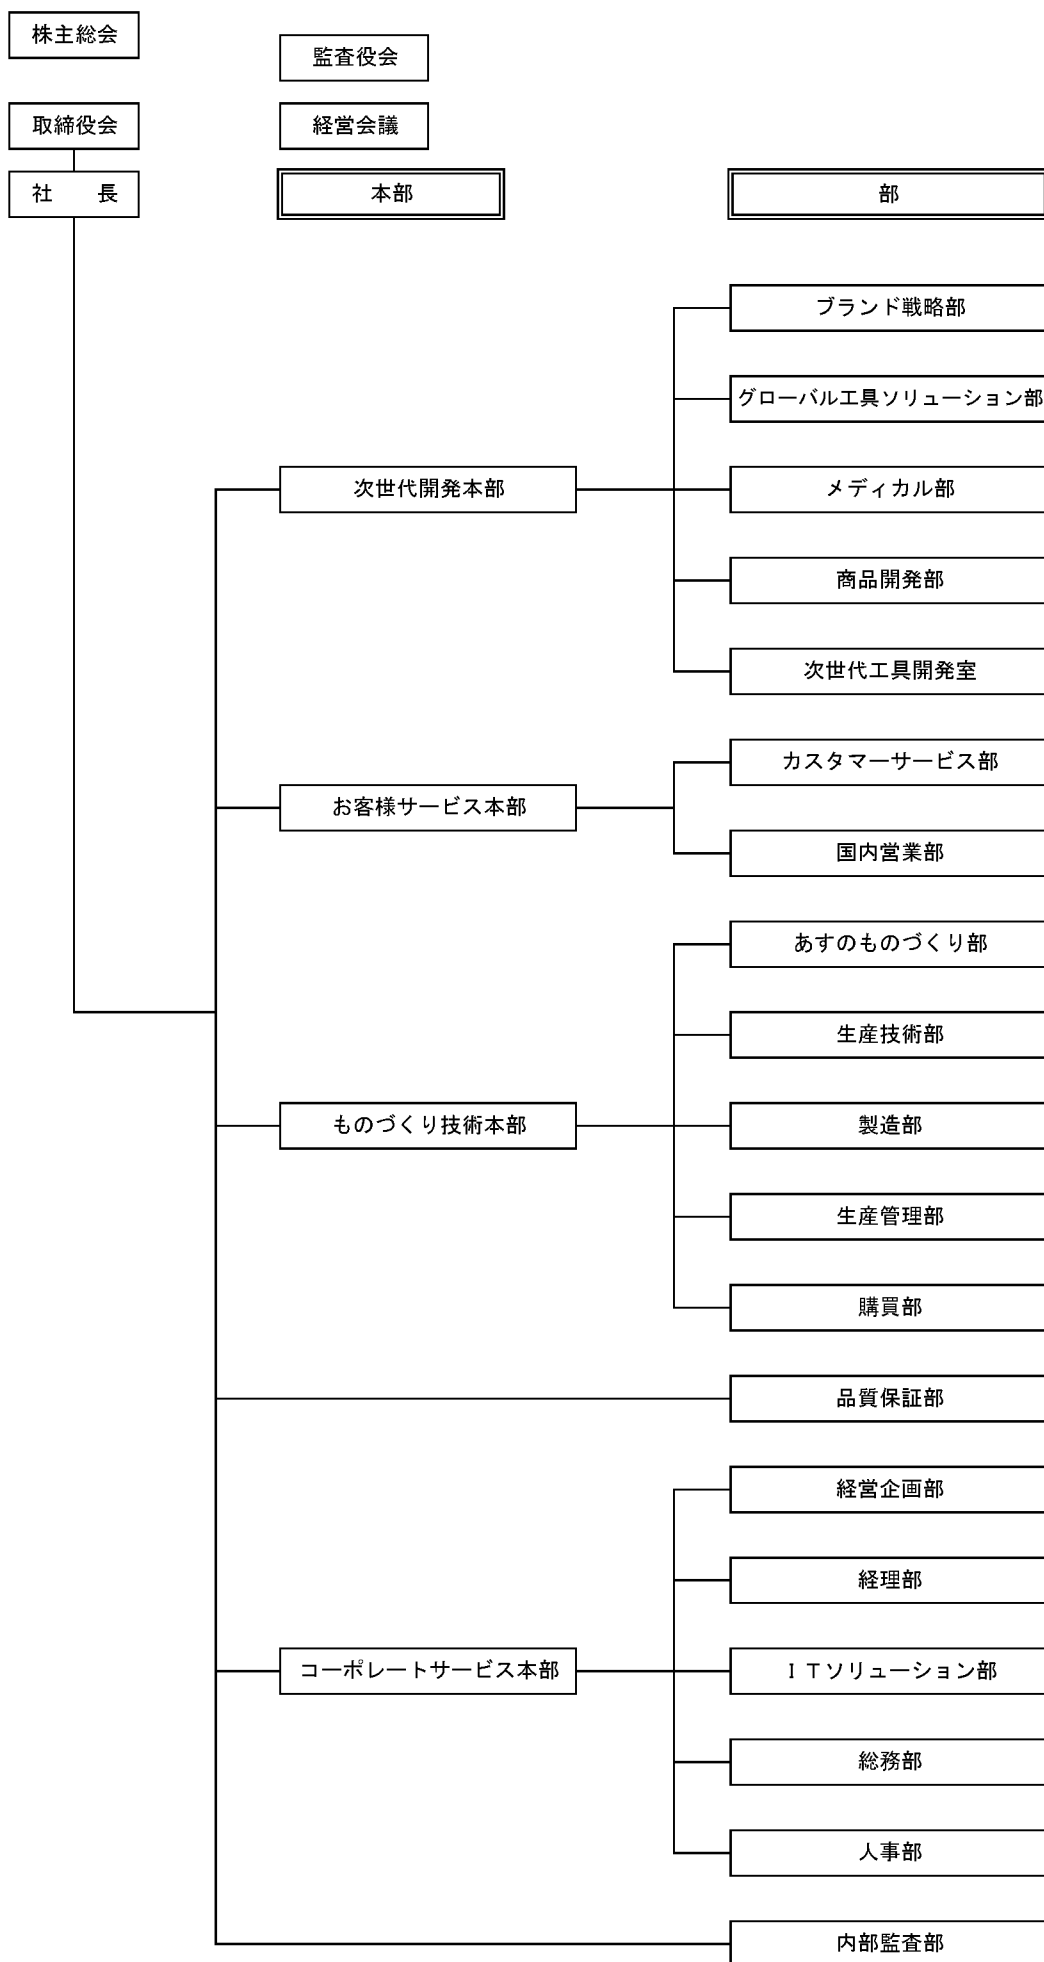 株主総会
監査役会
取締役会
経営会議
社　　長
本部
部
ブランド戦略部
グローバル工具ソリューション部
次世代開発本部
メディカル部
商品開発部
次世代工具開発室
カスタマーサービス部
お客様サービス本部
国内営業部
あすのものづくり部
生産技術部
ものづくり技術本部
製造部
生産管理部
購買部
品質保証部
経営企画部
経理部
コーポレートサービス本部
ＩＴソリューション部
総務部
人事部
内部監査部